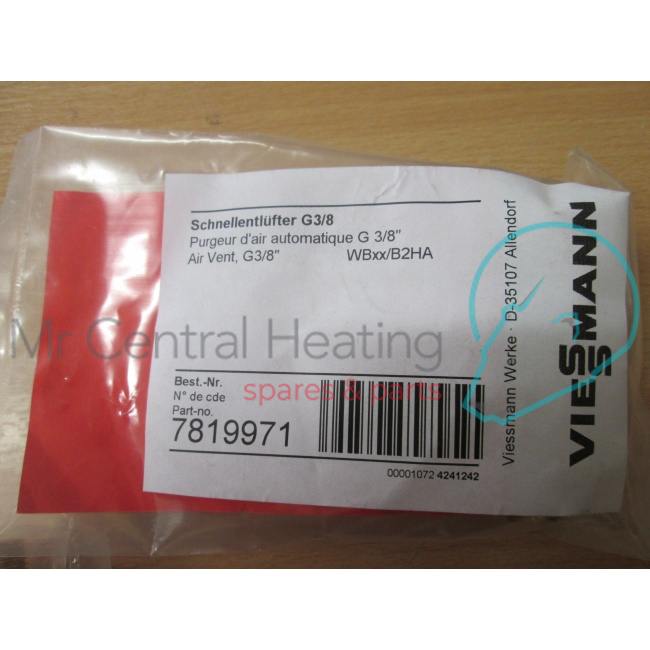 Schnellentlüfter G3/8
Purgeur d'air automatique G 3/8"
Air Vent, G3/8" WBxx/B2HA
Mr Central Heating
spares & parts
Best.-Nr.
N° de cde
Part-no.
7819971
00001072 4241242
Viessmann Werke · D-35107 Allendorf
VIESSMANN